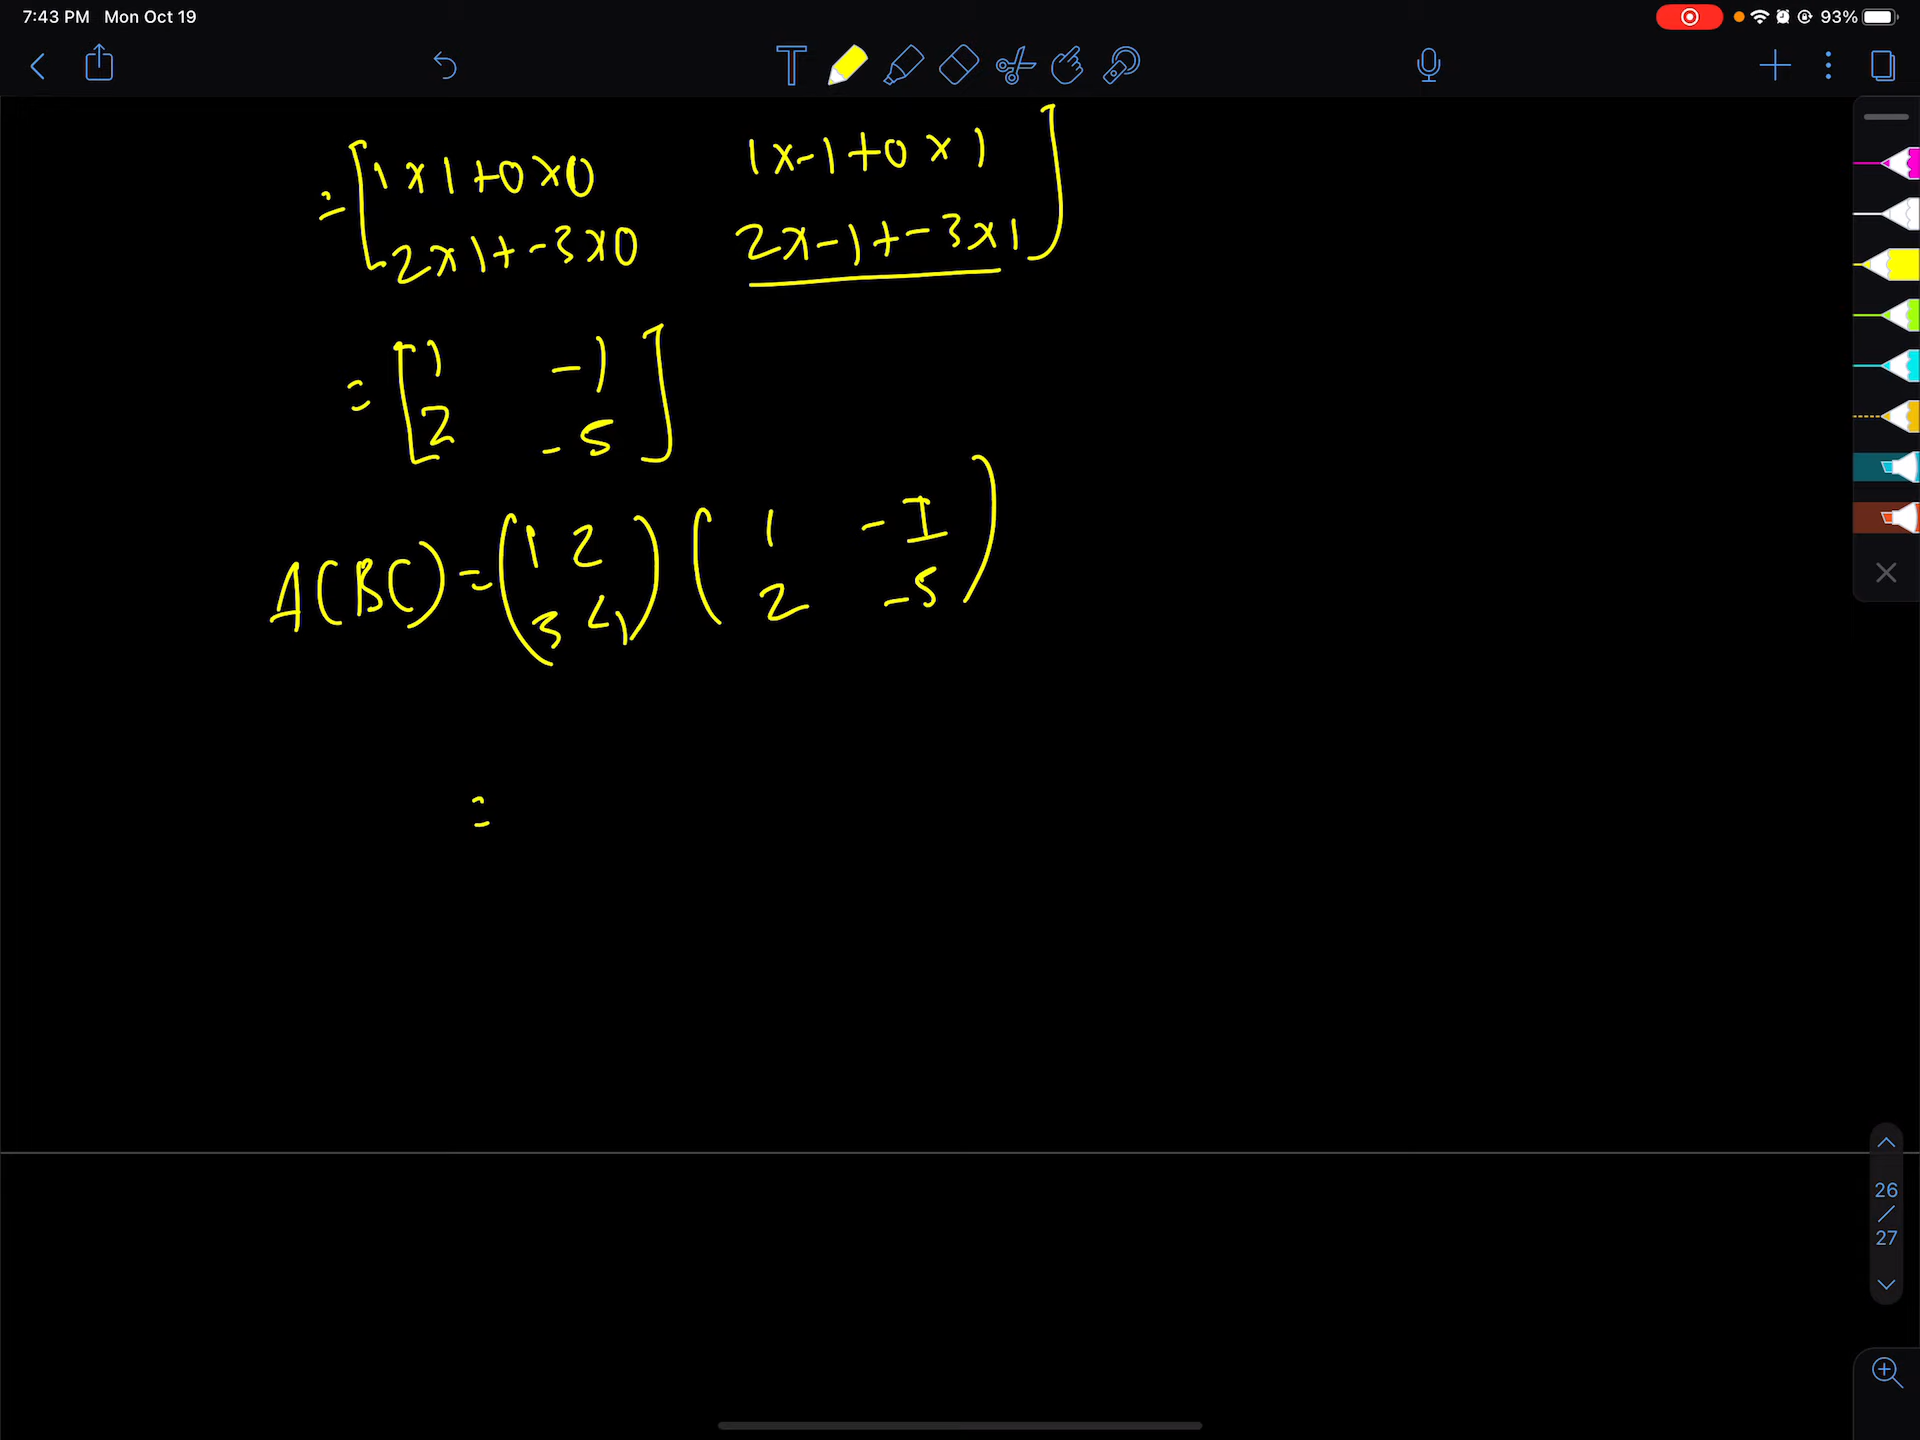 7:43 PM Mon Oct 19 93%
= [ 1 x 1 + 0 x 0 1 x -1 + 0 x 1 ]
2 x 1 + -3 x 0 2 x -1 + -3 x 1
= [ 1 -1 ]
2 -5
A(BC) = ( 1 2 ) ( 1 -1 )
3 4 2 -5
=
26
/
27